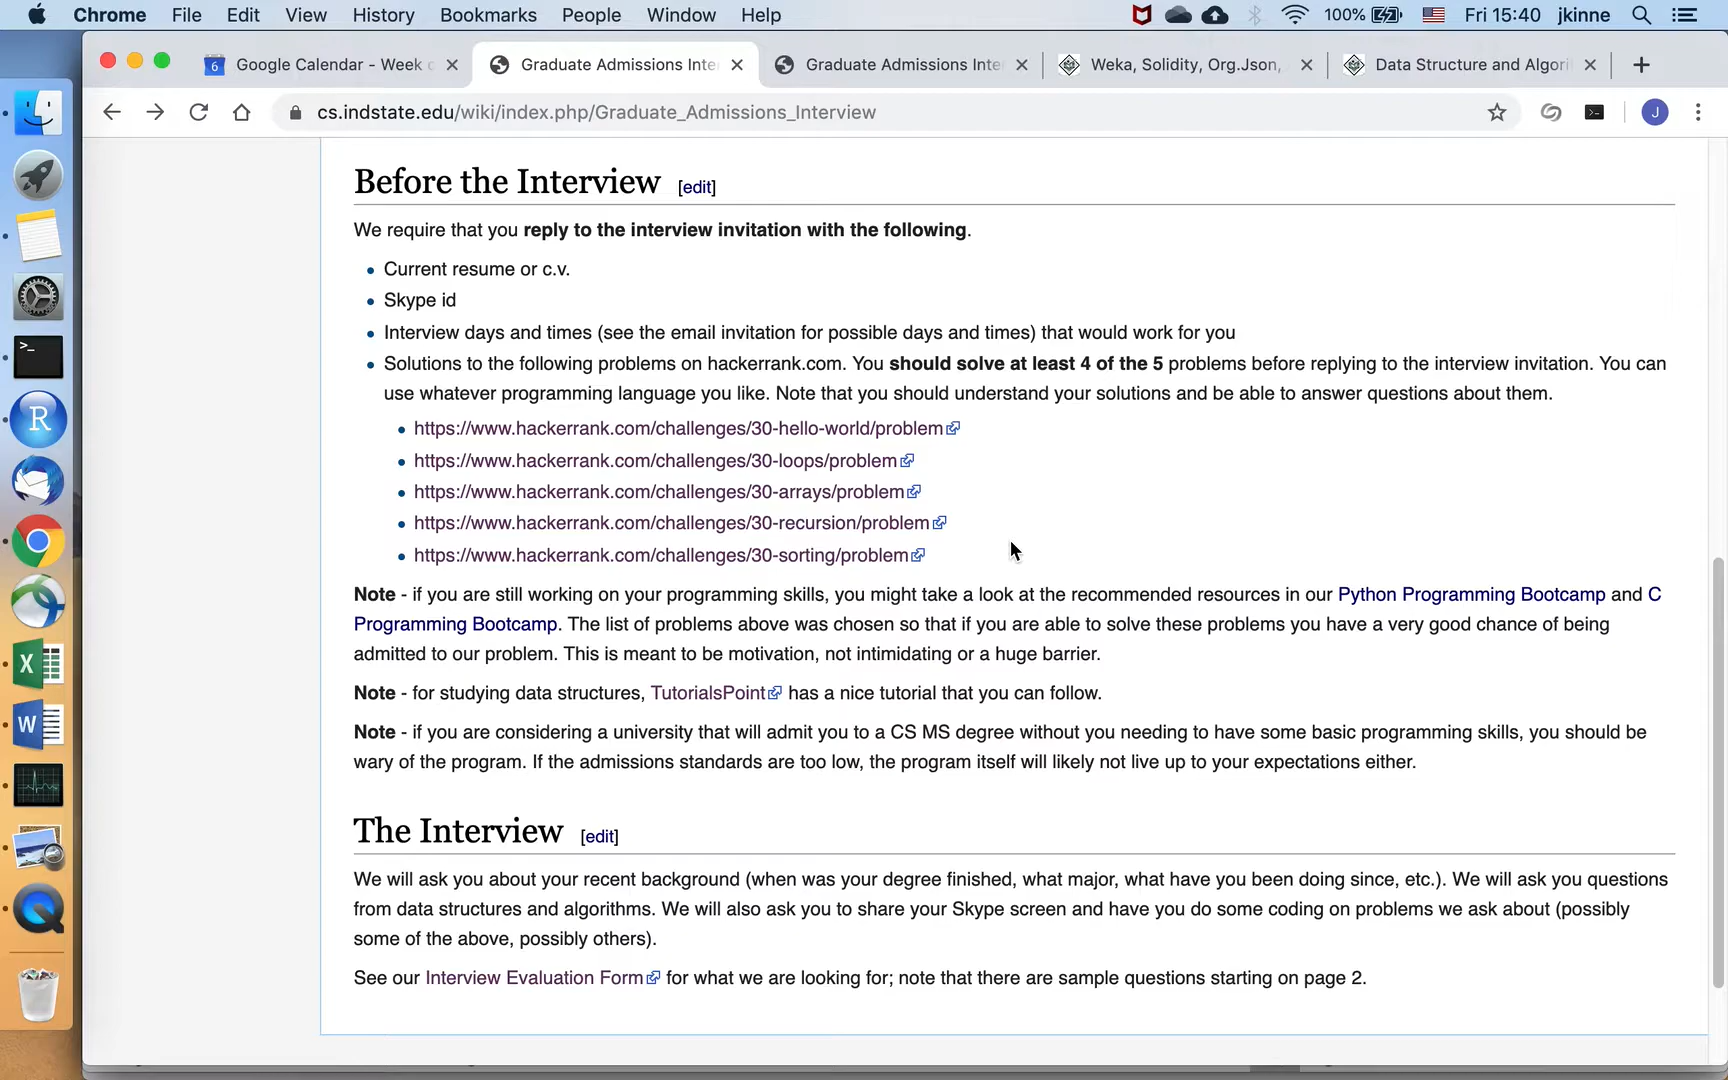 Chrome File Edit View History Bookmarks People Window Help 100% Fri 15:40 jkinne
6 Google Calendar - Week Graduate Admissions Inte Graduate Admissions Inte Weka, Solidity, Org.Json, Data Structure and Algori
cs.indstate.edu/wiki/index.php/Graduate_Admissions_Interview J
Before the Interview [edit]
We require that you reply to the interview invitation with the following.
Current resume or c.v.
Skype id
Interview days and times (see the email invitation for possible days and times) that would work for you
Solutions to the following problems on hackerrank.com. You should solve at least 4 of the 5 problems before replying to the interview invitation. You can
use whatever programming language you like. Note that you should understand your solutions and be able to answer questions about them.
https://www.hackerrank.com/challenges/30-hello-world/problem
https://www.hackerrank.com/challenges/30-loops/problem
https://www.hackerrank.com/challenges/30-arrays/problem
https://www.hackerrank.com/challenges/30-recursion/problem
https://www.hackerrank.com/challenges/30-sorting/problem
Note - if you are still working on your programming skills, you might take a look at the recommended resources in our Python Programming Bootcamp and C
Programming Bootcamp. The list of problems above was chosen so that if you are able to solve these problems you have a very good chance of being
admitted to our problem. This is meant to be motivation, not intimidating or a huge barrier.
Note - for studying data structures, TutorialsPoint has a nice tutorial that you can follow.
Note - if you are considering a university that will admit you to a CS MS degree without you needing to have some basic programming skills, you should be
wary of the program. If the admissions standards are too low, the program itself will likely not live up to your expectations either.
The Interview [edit]
We will ask you about your recent background (when was your degree finished, what major, what have you been doing since, etc.). We will ask you questions
from data structures and algorithms. We will also ask you to share your Skype screen and have you do some coding on problems we ask about (possibly
some of the above, possibly others).
See our Interview Evaluation Form for what we are looking for; note that there are sample questions starting on page 2.